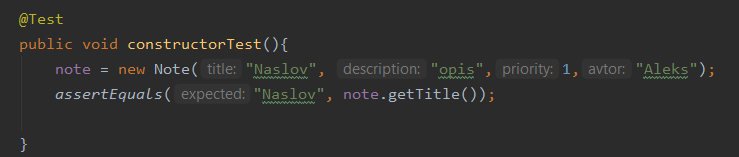 @Test
public void constructorTest(){
note = new Note( title: "Naslov", description: "opis", priority: 1, avtor: "Aleks");
assertEquals( expected: "Naslov", note.getTitle());
}